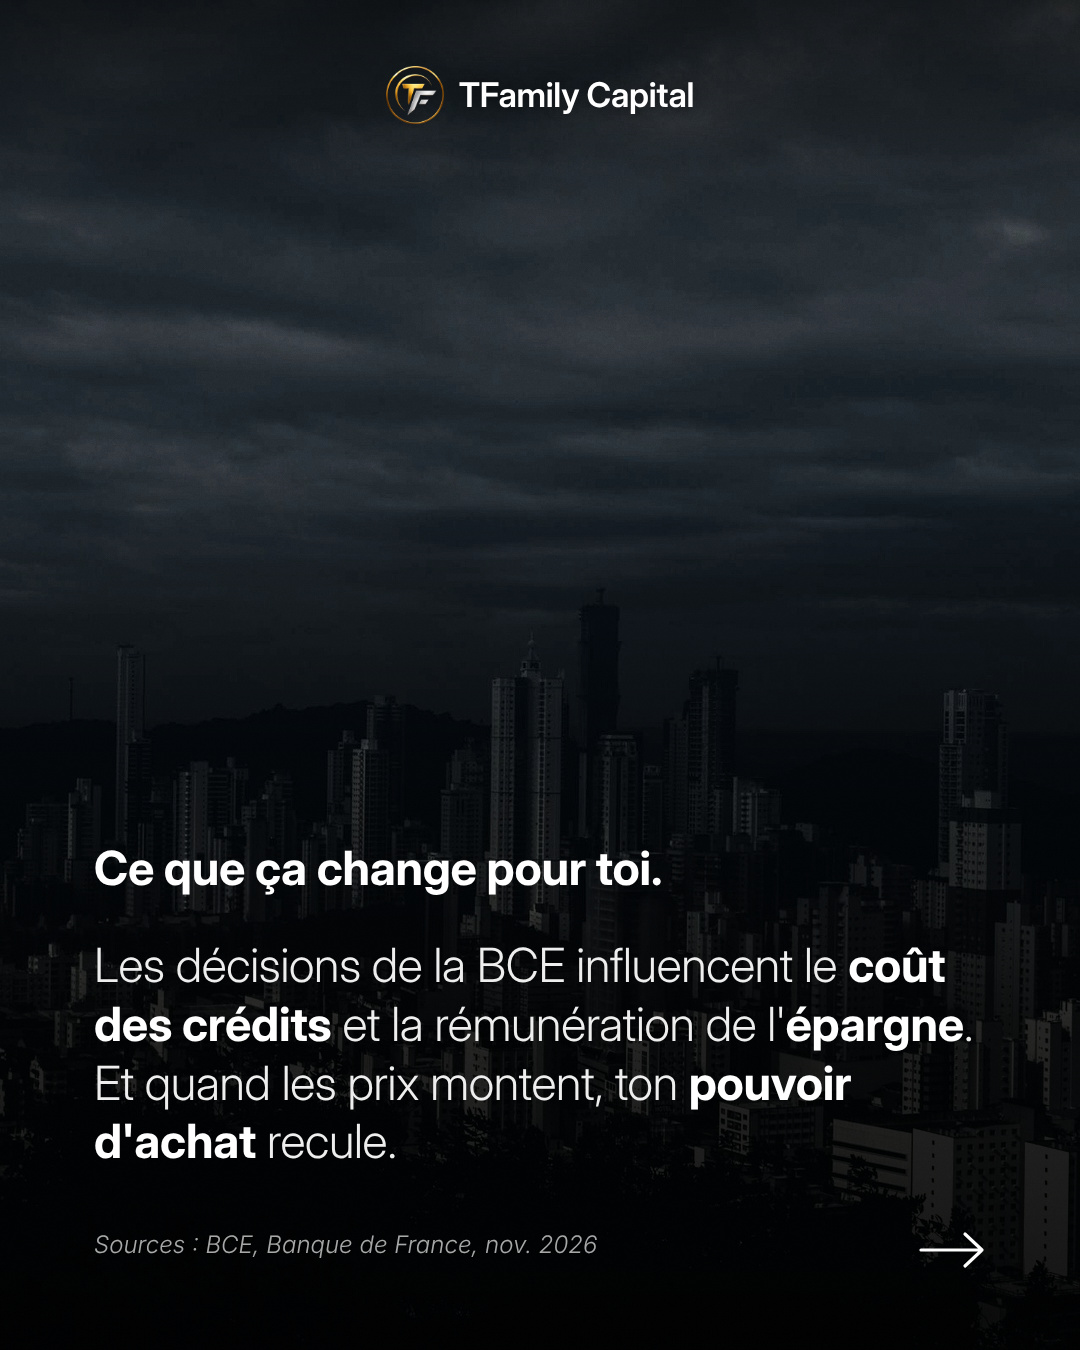 TF
TFamily Capital
Ce que ça change pour toi.
Les décisions de la BCE influencent le coût
des crédits et la rémunération de l'épargne.
Et quand les prix montent, ton pouvoir
d'achat recule.
Sources : BCE, Banque de France, nov. 2026